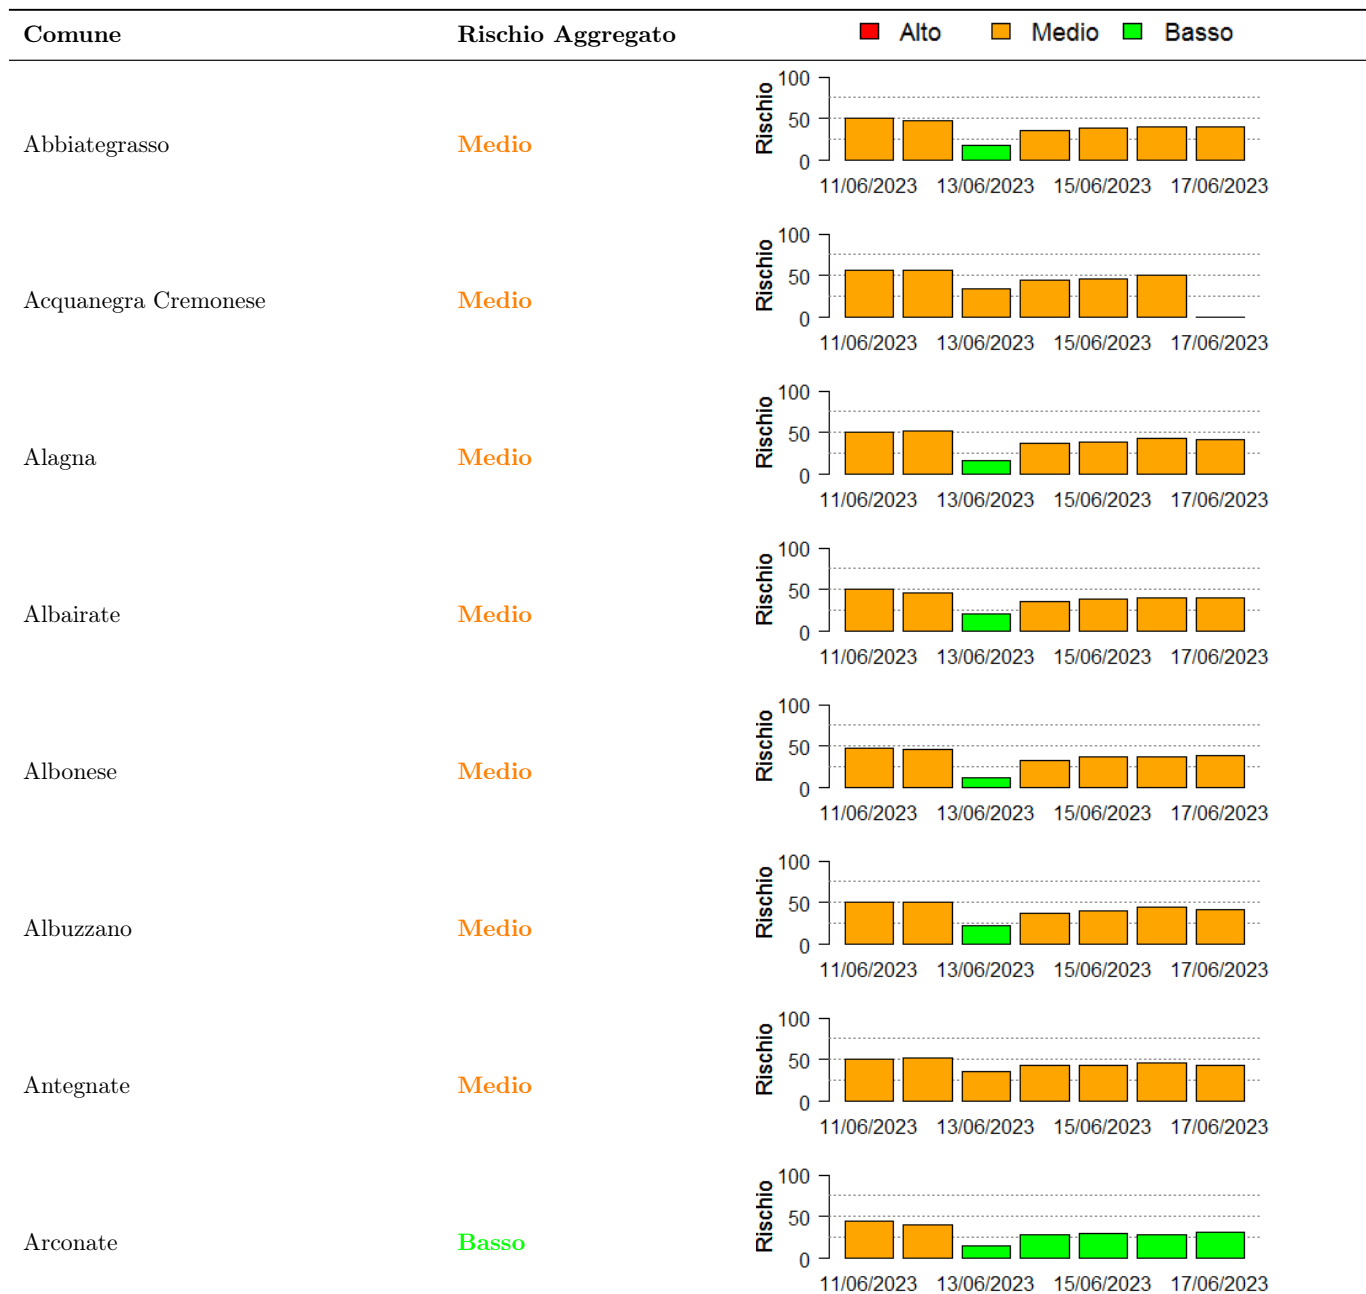 Comune Rischio Aggregato Alto Medio Basso
Abbiategrasso Medio
Rischio
100
50
0
11/06/2023 13/06/2023 15/06/2023 17/06/2023
Acquanegra Cremonese Medio
Rischio
100
50
0
11/06/2023 13/06/2023 15/06/2023 17/06/2023
Alagna Medio
Rischio
100
50
0
11/06/2023 13/06/2023 15/06/2023 17/06/2023
Albairate Medio
Rischio
100
50
0
11/06/2023 13/06/2023 15/06/2023 17/06/2023
Albonese Medio
Rischio
100
50
0
11/06/2023 13/06/2023 15/06/2023 17/06/2023
Albuzzano Medio
Rischio
100
50
0
11/06/2023 13/06/2023 15/06/2023 17/06/2023
Antegnate Medio
Rischio
100
50
0
11/06/2023 13/06/2023 15/06/2023 17/06/2023
Arconate Basso
Rischio
100
50
0
11/06/2023 13/06/2023 15/06/2023 17/06/2023